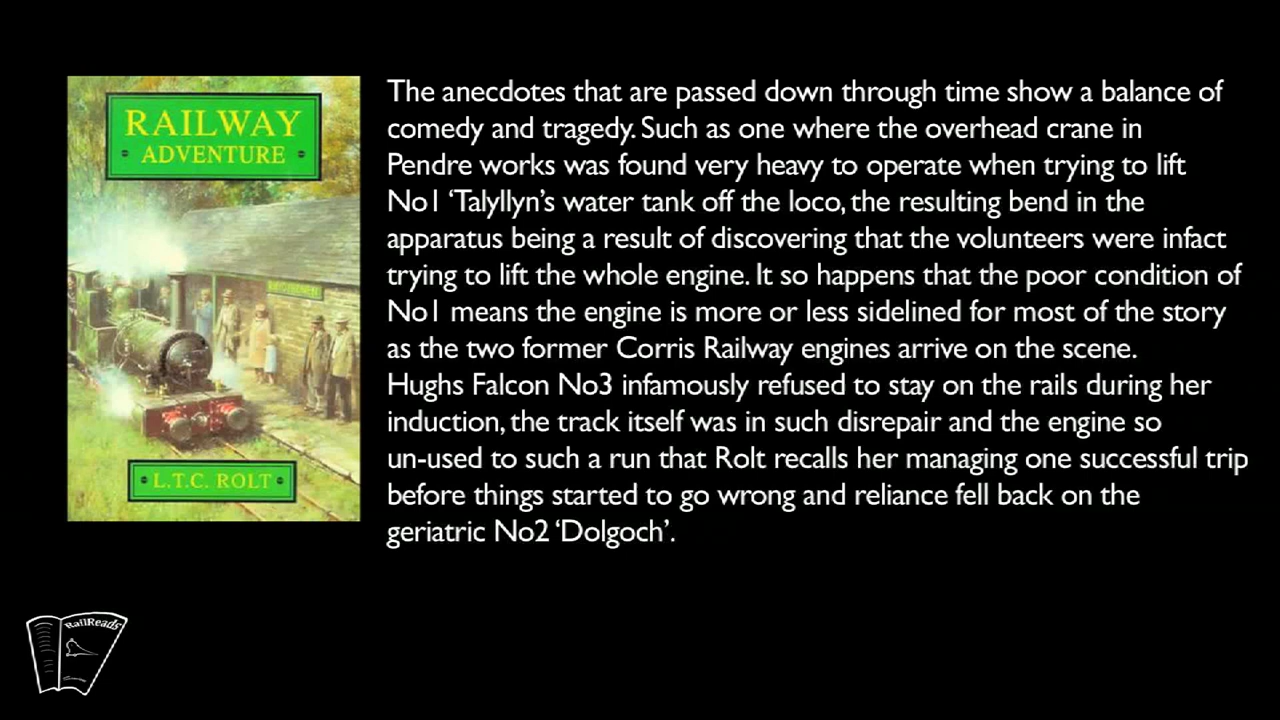 RAILWAY
ADVENTURE
L.T.C. ROLT
The anecdotes that are passed down through time show a balance of
comedy and tragedy. Such as one where the overhead crane in
Pendre works was found very heavy to operate when trying to lift
No1 ‘Talyllyn’s water tank off the loco, the resulting bend in the
apparatus being a result of discovering that the volunteers were infact
trying to lift the whole engine. It so happens that the poor condition of
No1 means the engine is more or less sidelined for most of the story
as the two former Corris Railway engines arrive on the scene.
Hughs Falcon No3 infamously refused to stay on the rails during her
induction, the track itself was in such disrepair and the engine so
un-used to such a run that Rolt recalls her managing one successful trip
before things started to go wrong and reliance fell back on the
geriatric No2 ‘Dolgoch’.
RailReads